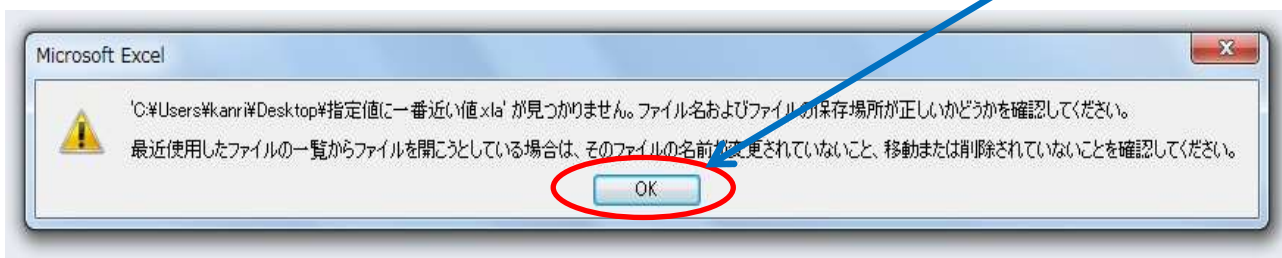 Microsoft Excel
'C:¥Users¥kanri¥Desktop¥指定値に一番近い値.xla' が見つかりません。ファイル名およびファイルの保存場所が正しいかどうかを確認してください。
最近使用したファイルの一覧からファイルを開こうとしている場合は、そのファイルの名前が変更されていないこと、移動または削除されていないことを確認してください。
OK